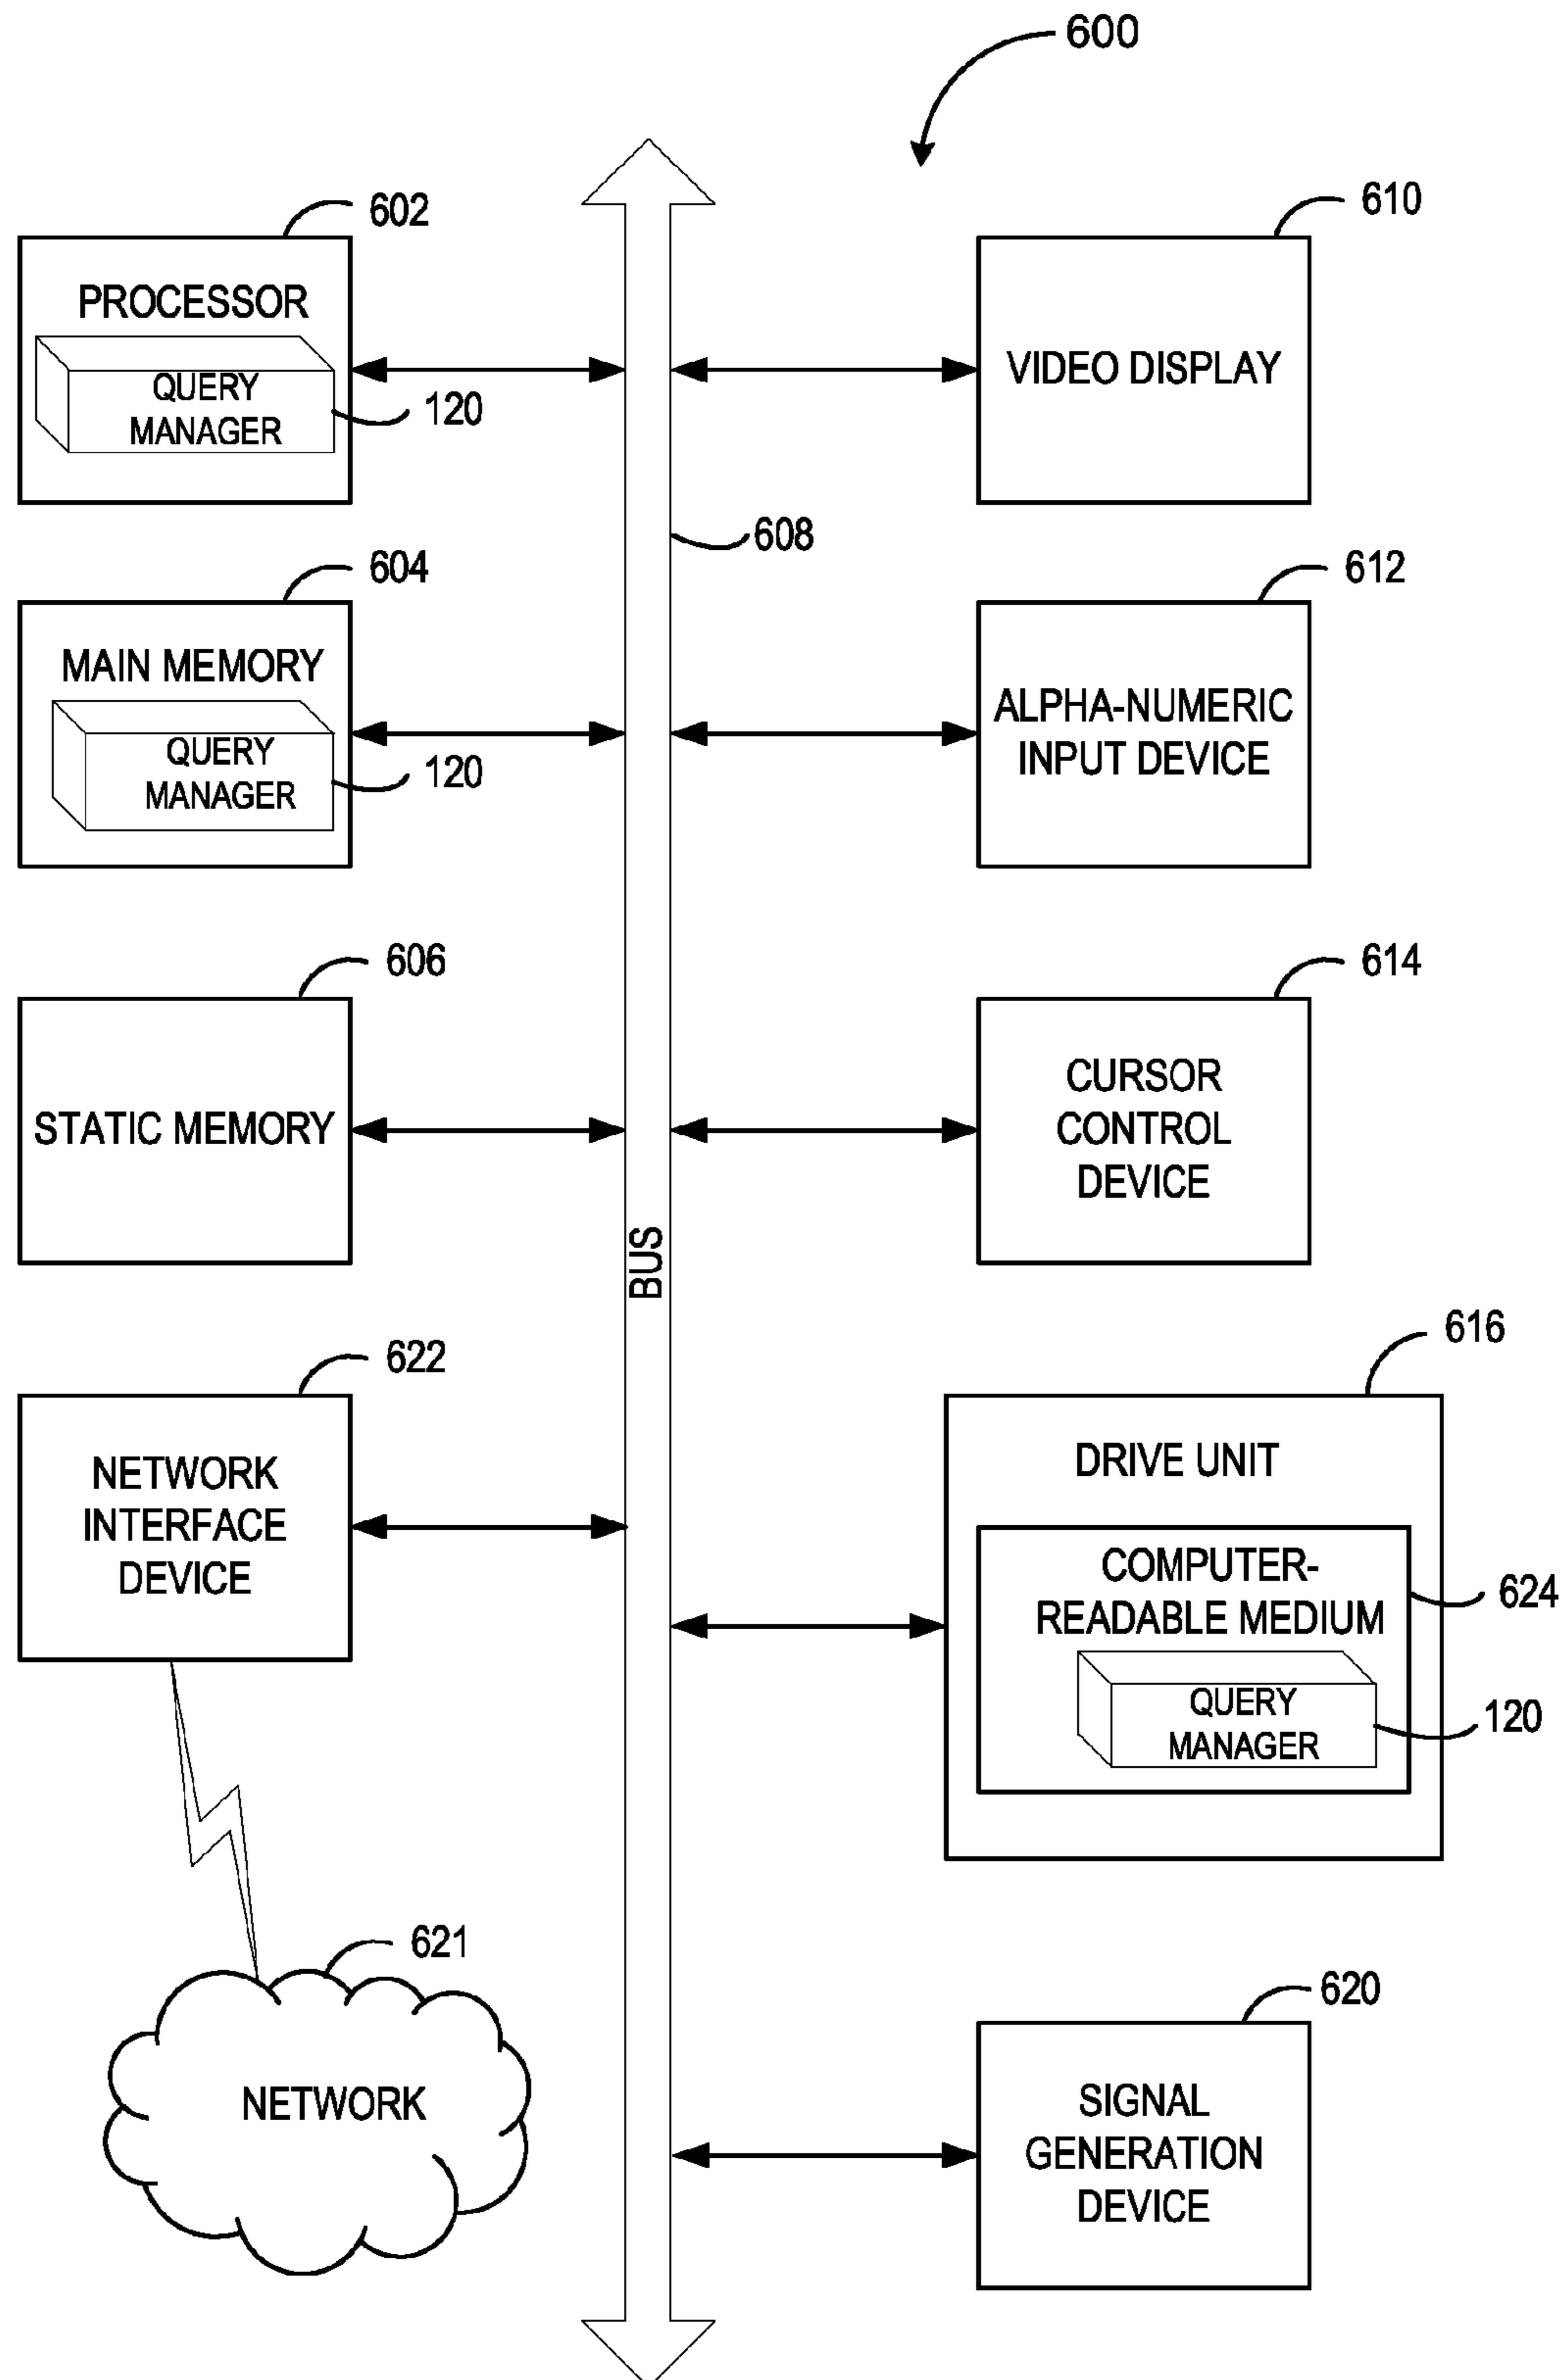 600
602
PROCESSOR
QUERY
MANAGER
120
610
VIDEO DISPLAY
608
604
MAIN MEMORY
QUERY
MANAGER
120
612
ALPHA-NUMERIC
INPUT DEVICE
606
STATIC MEMORY
614
CURSOR
CONTROL
DEVICE
BUS
622
NETWORK
INTERFACE
DEVICE
616
DRIVE UNIT
COMPUTER-
READABLE MEDIUM
624
QUERY
MANAGER
120
621
NETWORK
620
SIGNAL
GENERATION
DEVICE